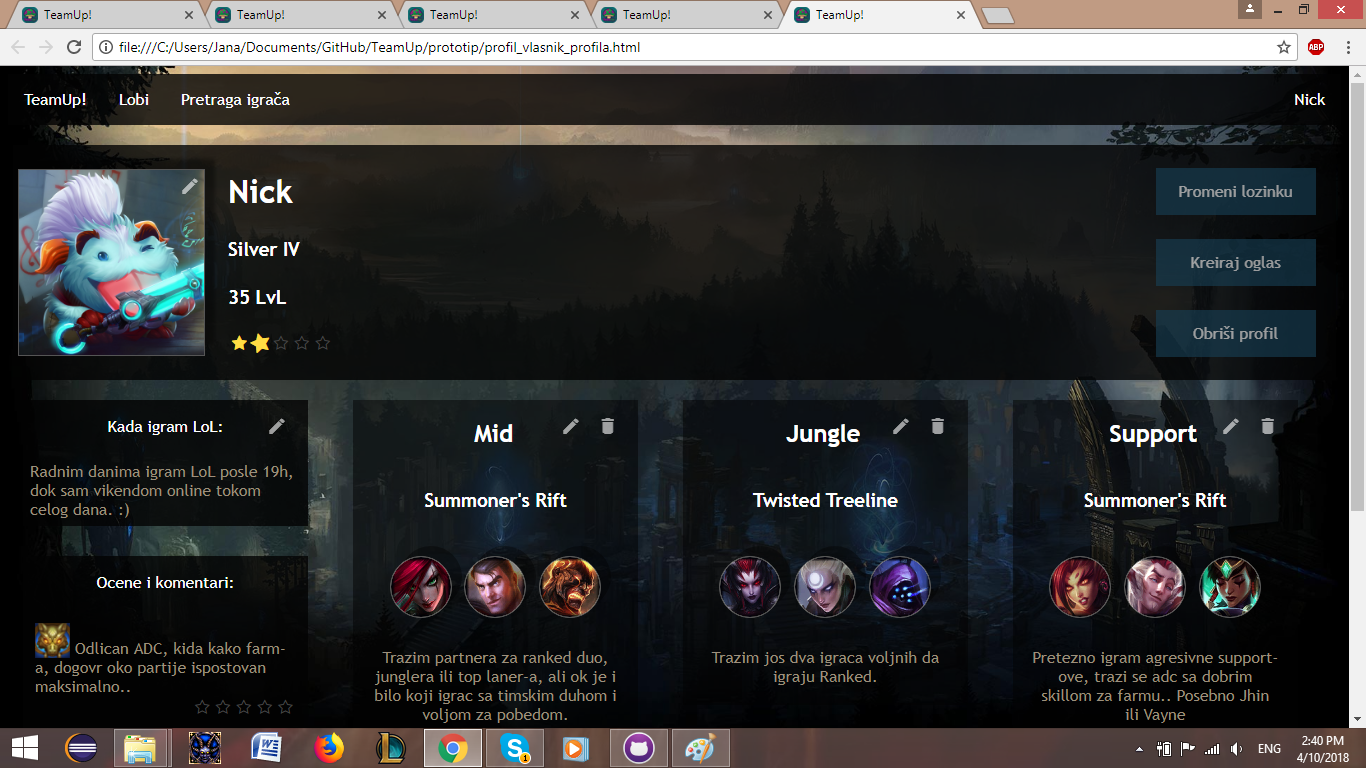 TeamUp!
TeamUp!
TeamUp!
TeamUp!
TeamUp!
file:///C:/Users/Jana/Documents/GitHub/TeamUp/prototip/profil_vlasnik_profila.html
ABP
TeamUp! Lobi Pretraga igrača Nick
Nick
Silver IV
35 LvL
Promeni lozinku
Kreiraj oglas
Obriši profil
Kada igram LoL:
Radnim danima igram LoL posle 19h,
dok sam vikendom online tokom
celog dana. :)
Ocene i komentari:
Odlican ADC, kida kako farm-
a, dogovr oko partije ispostovan
maksimalno..
Mid
Summoner's Rift
Trazim partnera za ranked duo,
junglera ili top laner-a, ali ok je i
bilo koji igrac sa timskim duhom i
voljom za pobedom.
Jungle
Twisted Treeline
Trazim jos dva igraca voljnih da
igraju Ranked.
Support
Summoner's Rift
Pretezno igram agresivne support-
ove, trazi se adc sa dobrim
skillom za farmu.. Posebno Jhin
ili Vayne
1
ENG
2:40 PM
4/10/2018